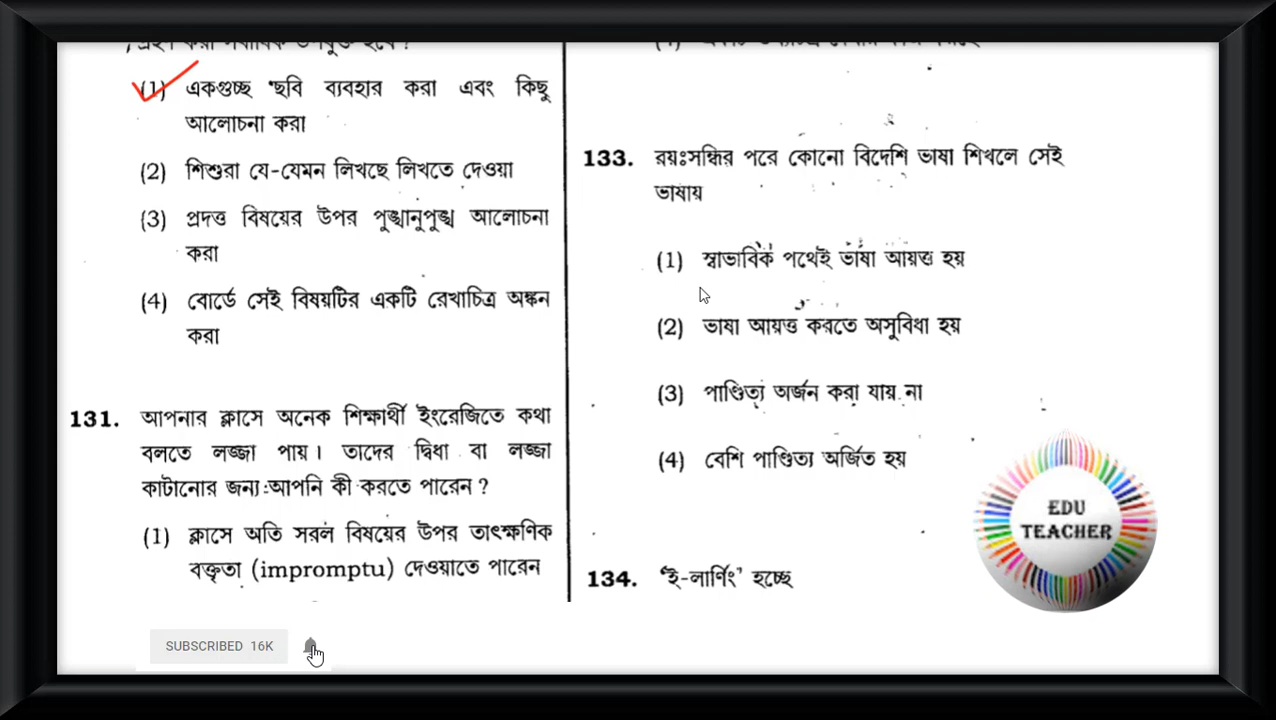 একগুচ্ছ ছবি ব্যবহার করা এবং কিছু
(1) আলোচনা করা
(2) শিশুরা যে-যেমন লিখছে লিখতে দেওয়া
(3) প্রদত্ত বিষয়ের উপর পুঙ্খানুপুঙ্খ আলোচনা
করা
(4) বোর্ডে সেই বিষয়টির একটি রেখাচিত্র অঙ্কন
করা
131. আপনার ক্লাসে অনেক শিক্ষার্থী ইংরেজিতে কথা
বলতে লজ্জা পায়। তাদের দ্বিধা বা লজ্জা
কাটানোর জন্য আপনি কী করতে পারেন?
(1) ক্লাসে অতি সরল বিষয়ের উপর তাৎক্ষণিক
বক্তৃতা (impromptu) দেওয়াতে পারেন
133. রয়ঃসন্ধির পরে কোনো বিদেশি ভাষা শিখলে সেই
ভাষায়
(1) স্বাভাবিক পথেই ভাষা আয়ত্ত হয়
(2) ভাষা আয়ত্ত করতে অসুবিধা হয়
(3) পাণ্ডিত্য অর্জন করা যায় না
(4) বেশি পাণ্ডিত্য অর্জিত হয়
134. 'ই-লার্ণিং' হচ্ছে
EDU
TEACHER
SUBSCRIBED 16K